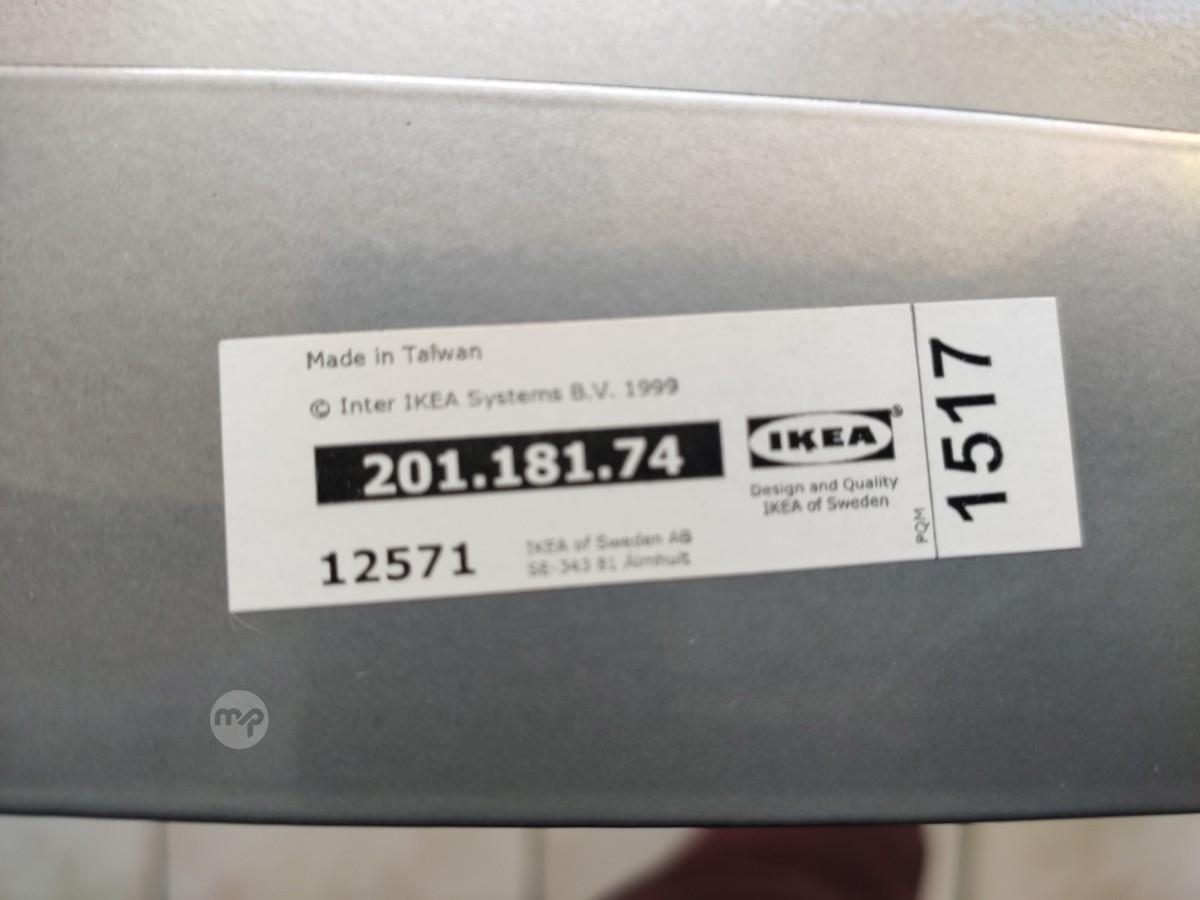 Made in Taiwan
© Inter IKEA Systems B.V. 1999
201.181.74
IKEA®
Design and Quality
IKEA of Sweden
12571
IKEA of Sweden AB
SE-343 81 Älmhult
PQM
1517
mp